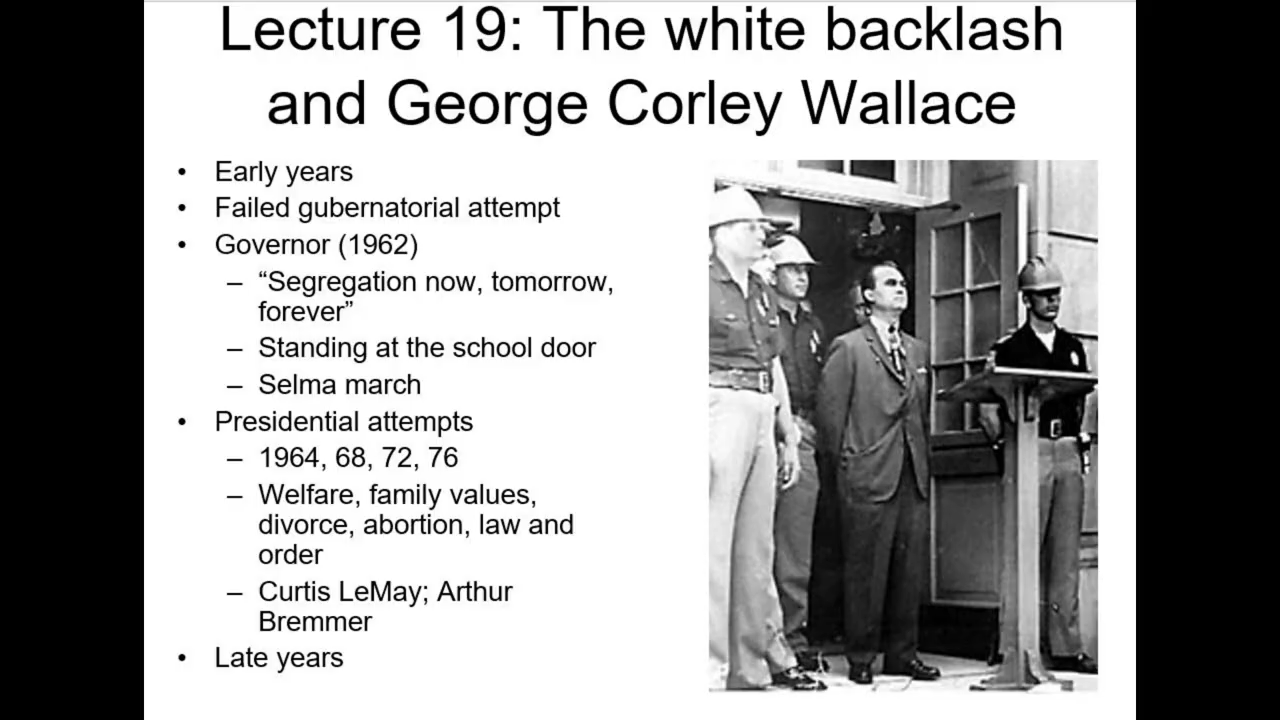 Lecture 19: The white backlash
and George Corley Wallace
• Early years
• Failed gubernatorial attempt
• Governor (1962)
– “Segregation now, tomorrow,
forever”
– Standing at the school door
– Selma march
• Presidential attempts
– 1964, 68, 72, 76
– Welfare, family values,
divorce, abortion, law and
order
– Curtis LeMay; Arthur
Bremmer
• Late years